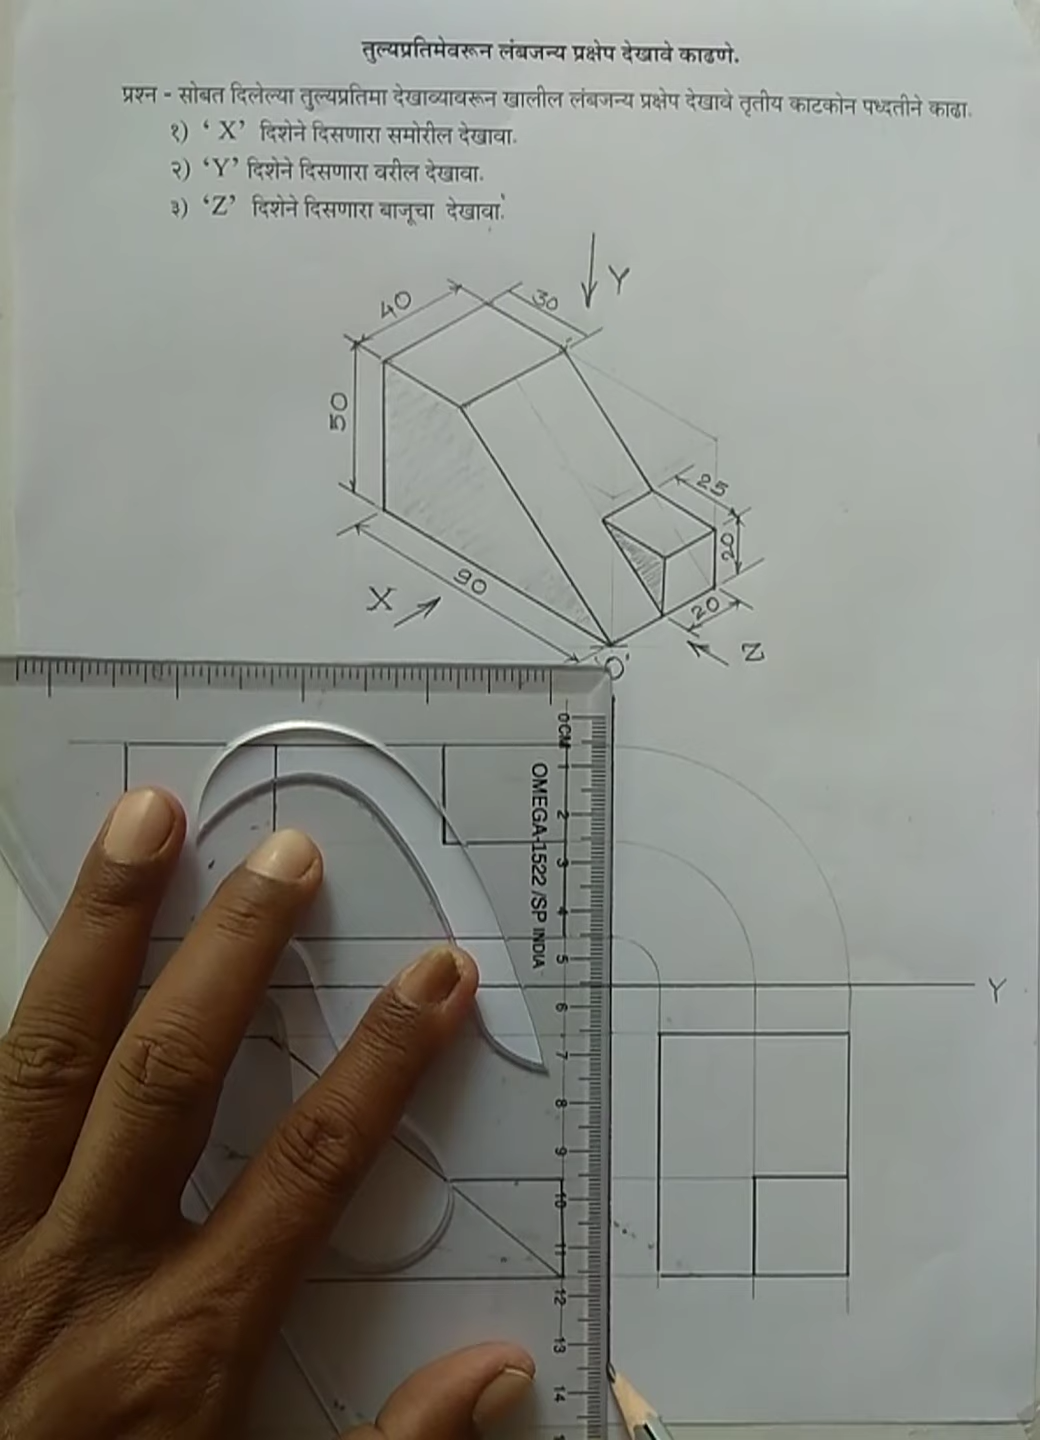 तुल्यप्रतिमेवरून लंबजन्य प्रक्षेप देखावे काढणे.
प्रश्न - सोबत दिलेल्या तुल्यप्रतिमा देखाव्यावरून खालील लंबजन्य प्रक्षेप देखावे तृतीय काटकोन पध्दतीने काढा.
१) ‘ X’ दिशेने दिसणारा समोरील देखावा.
२) ‘Y’ दिशेने दिसणारा वरील देखावा.
३) ‘Z’ दिशेने दिसणारा बाजूचा देखावा.
Y
40
30
50
25
20
90
20
X
Z
'O'
0CM 1 2 3 4 5 6 7 8 9 10 11 12 13 14
OMEGA-1522 /SP INDIA
Y